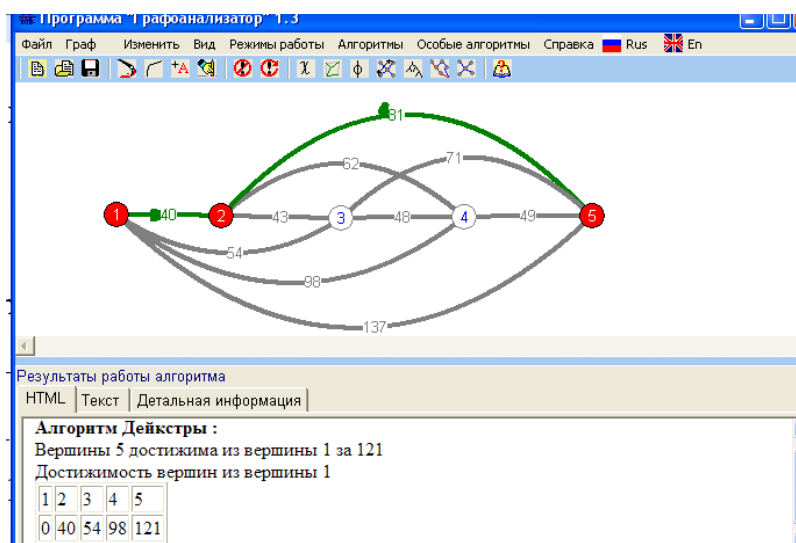 Программа "Графоанализатор" 1.3
Файл Граф Изменить Вид Режимы работы Алгоритмы Особые алгоритмы Справка Rus En
81
62 71
1 40 2 43 3 48 4 49 5
54
98
137
Результаты работы алгоритма
HTML Текст Детальная информация
Алгоритм Дейкстры :
Вершины 5 достижима из вершины 1 за 121
Достижимость вершин из вершины 1
1 2 3 4 5
0 40 54 98 121